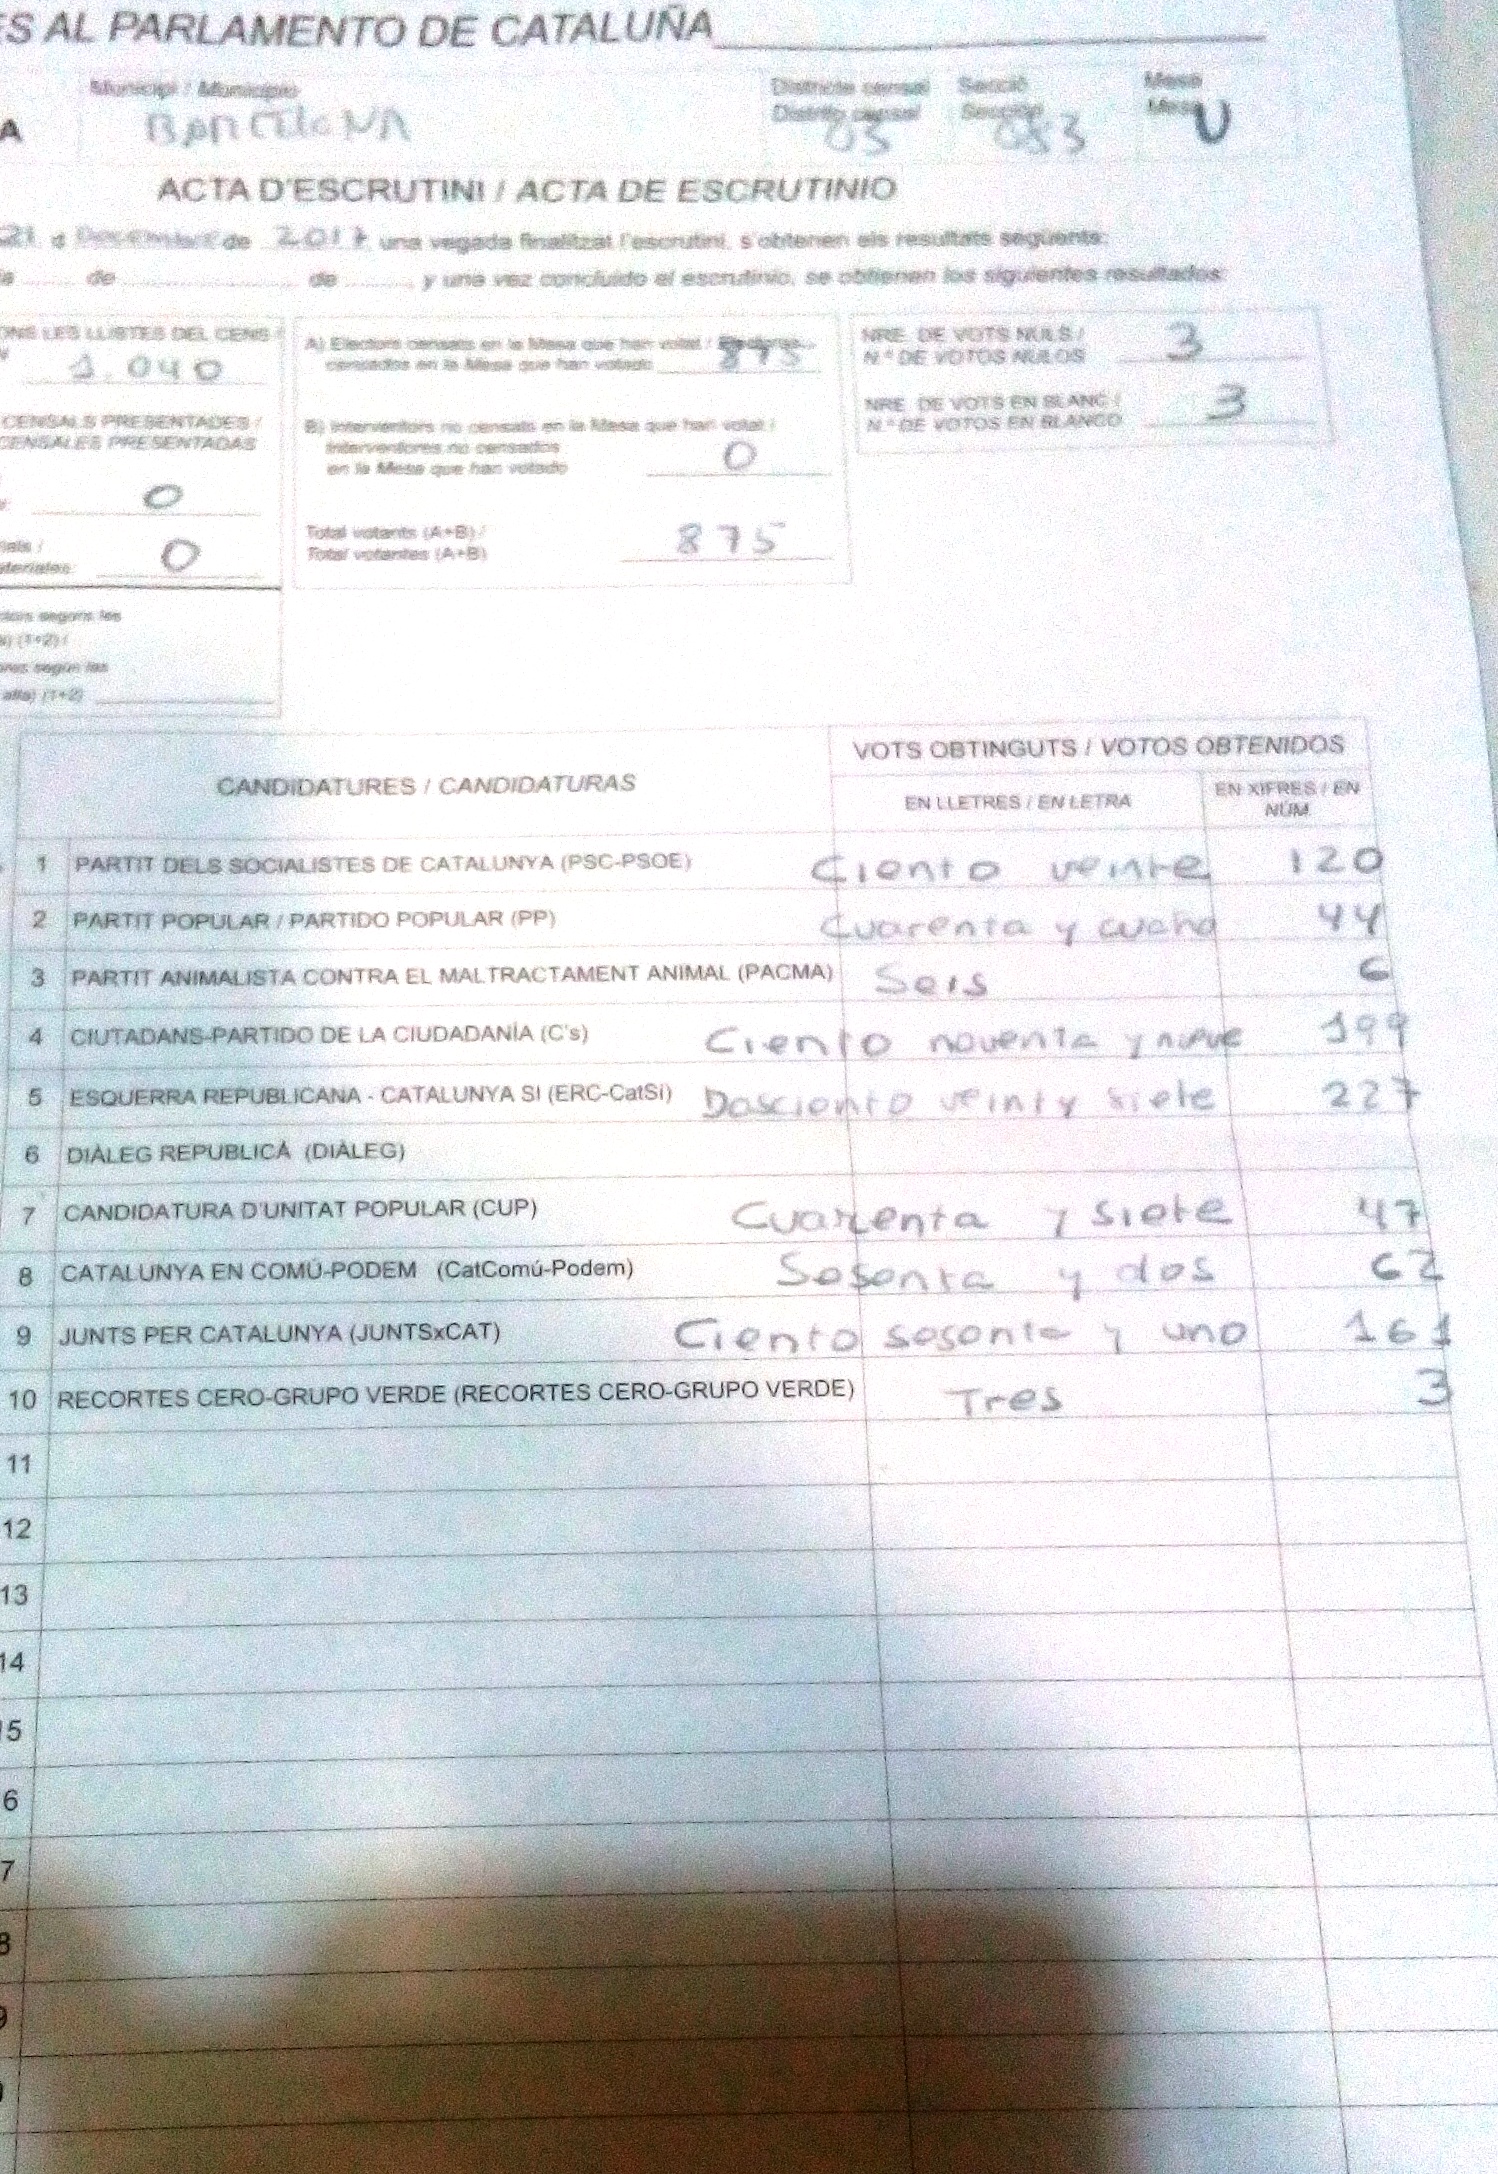 ES AL PARLAMENTO DE CATALUÑA
Municipi / Municipio
Districte censal Secció Mesa
Distrito censal Sección Mesa
A BARCELONA 03 083 U
ACTA D'ESCRUTINI / ACTA DE ESCRUTINIO
21 d Desembre de 2017, una vegada finalitzat l'escrutini, s'obtenen els resultats següents:
de de y una vez concluido el escrutinio, se obtienen los siguientes resultados:
ONS LES LLISTES DEL CENS /
1.040
CENSALS PRESENTADES /
CENSALES PRESENTADAS
0
ials /
ateriales: 0
segons les
(1+2) /
ores según las
alta) (1+2)
A) Electors censats en la Mesa que han votat / Electores
censados en la Mesa que han votado 875
B) Interventors no censats en la Mesa que han votat /
Interventores no censados
en la Mesa que han votado 0
Total votants (A+B) /
Total votantes (A+B) 875
NRE. DE VOTS NULS /
N.º DE VOTOS NULOS 3
NRE. DE VOTS EN BLANC /
N.º DE VOTOS EN BLANCO 3
CANDIDATURES / CANDIDATURAS
VOTS OBTINGUTS / VOTOS OBTENIDOS
EN LLETRES / EN LETRA
EN XIFRES / EN
NÚM.
1 PARTIT DELS SOCIALISTES DE CATALUNYA (PSC-PSOE) Ciento veinte 120
2 PARTIT POPULAR / PARTIDO POPULAR (PP) Cuarenta y cuatro 44
3 PARTIT ANIMALISTA CONTRA EL MALTRACTAMENT ANIMAL (PACMA) Seis 6
4 CIUTADANS-PARTIDO DE LA CIUDADANÍA (C's) Ciento noventa y nueve 199
5 ESQUERRA REPUBLICANA - CATALUNYA SI (ERC-CatSí) Dosciento veinty siete 227
6 DIÀLEG REPUBLICÀ (DIÀLEG)
7 CANDIDATURA D'UNITAT POPULAR (CUP) Cuarenta y siete 47
8 CATALUNYA EN COMÚ-PODEM (CatComú-Podem) Sesenta y dos 62
9 JUNTS PER CATALUNYA (JUNTSxCAT) Ciento sesenta y uno 161
10 RECORTES CERO-GRUPO VERDE (RECORTES CERO-GRUPO VERDE) Tres 3
11
12
13
14
15
6
7
8
9